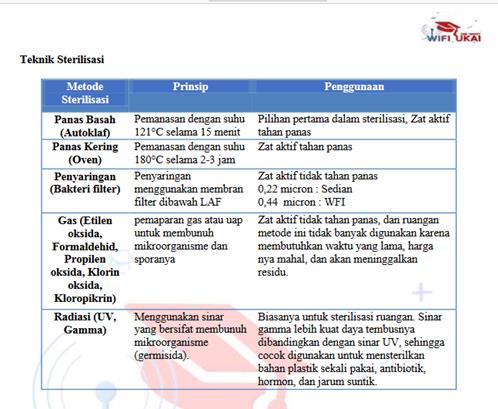 WIFI UKAI
Teknik Sterilisasi
Metode Sterilisasi Prinsip Penggunaan
Panas Basah (Autoklaf) Pemanasan dengan suhu 121°C selama 15 menit Pilihan pertama dalam sterilisasi, Zat aktif tahan panas
Panas Kering (Oven) Pemanasan dengan suhu 180°C selama 2-3 jam Zat aktif tahan panas
Penyaringan (Bakteri filter) Penyaringan menggunakan membran filter dibawah LAF Zat aktif tidak tahan panas
0,22 micron : Sedian
0,44 micron : WFI
Gas (Etilen oksida, Formaldehid, Propilen oksida, Klorin oksida, Kloropikrin) pemaparan gas atau uap untuk membunuh mikroorganisme dan sporanya Zat aktif tidak tahan panas, dan ruangan metode ini tidak banyak digunakan karena membutuhkan waktu yang lama, harga nya mahal, dan akan meninggalkan residu.
Radiasi (UV, Gamma) Menggunakan sinar yang bersifat membunuh mikroorganisme (germisida). Biasanya untuk sterilisasi ruangan. Sinar gamma lebih kuat daya tembusnya dibandingkan dengan sinar UV, sehingga cocok digunakan untuk mensterilkan bahan plastik sekali pakai, antibiotik, hormon, dan jarum suntik.